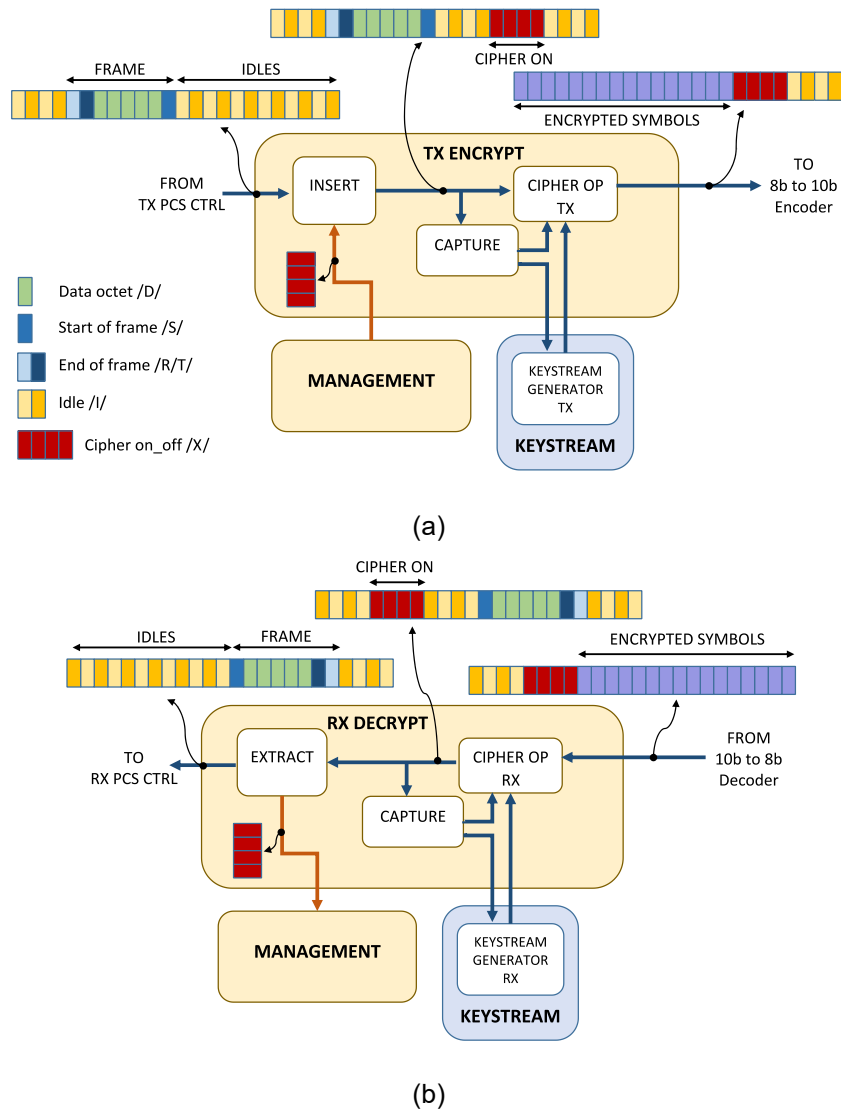 CIPHER ON
FRAME
IDLES
ENCRYPTED SYMBOLS
TX ENCRYPT
FROM
TX PCS CTRL
INSERT
CIPHER OP
TX
TO
8b to 10b
Encoder
CAPTURE
Data octet /D/
Start of frame /S/
End of frame /R/T/
Idle /I/
Cipher on_off /X/
MANAGEMENT
KEYSTREAM
GENERATOR
TX
KEYSTREAM
(a)
CIPHER ON
IDLES
FRAME
ENCRYPTED SYMBOLS
RX DECRYPT
TO
RX PCS CTRL
EXTRACT
CIPHER OP
RX
FROM
10b to 8b
Decoder
CAPTURE
MANAGEMENT
KEYSTREAM
GENERATOR
RX
KEYSTREAM
(b)